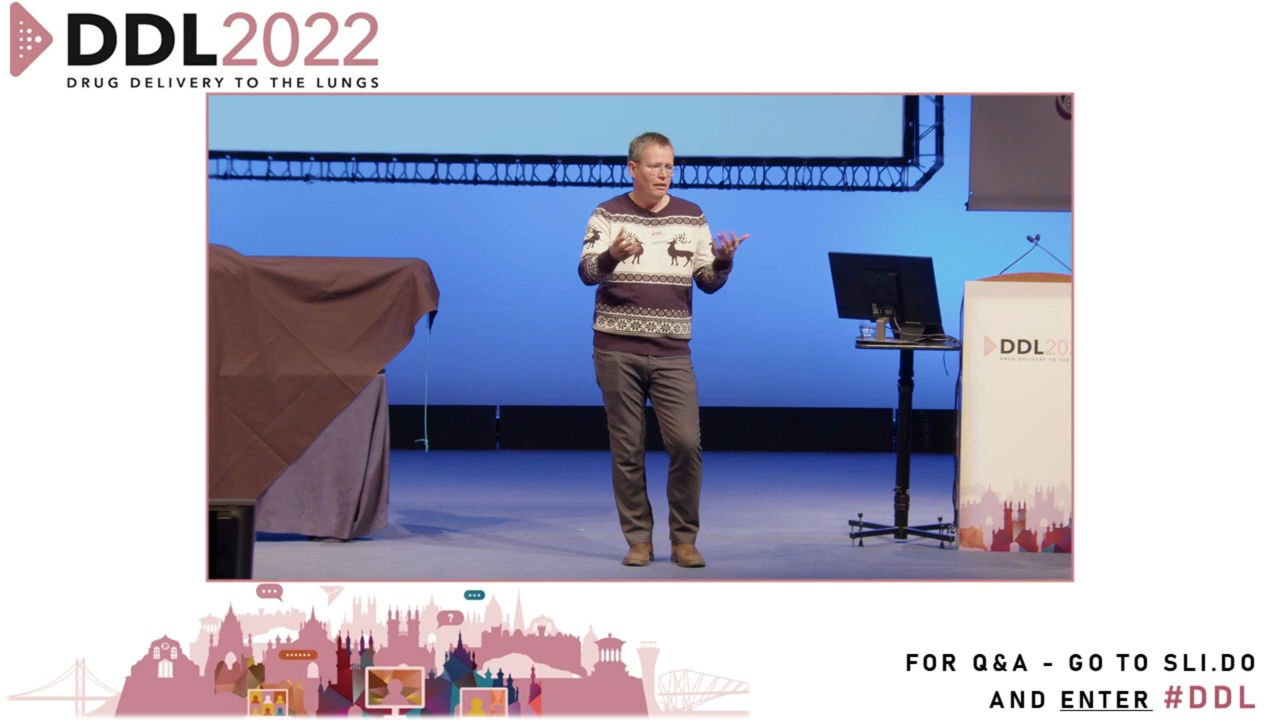 DDL2022
DRUG DELIVERY TO THE LUNGS
DDL20
FOR Q&A - GO TO SLI.DO
AND ENTER #DDL